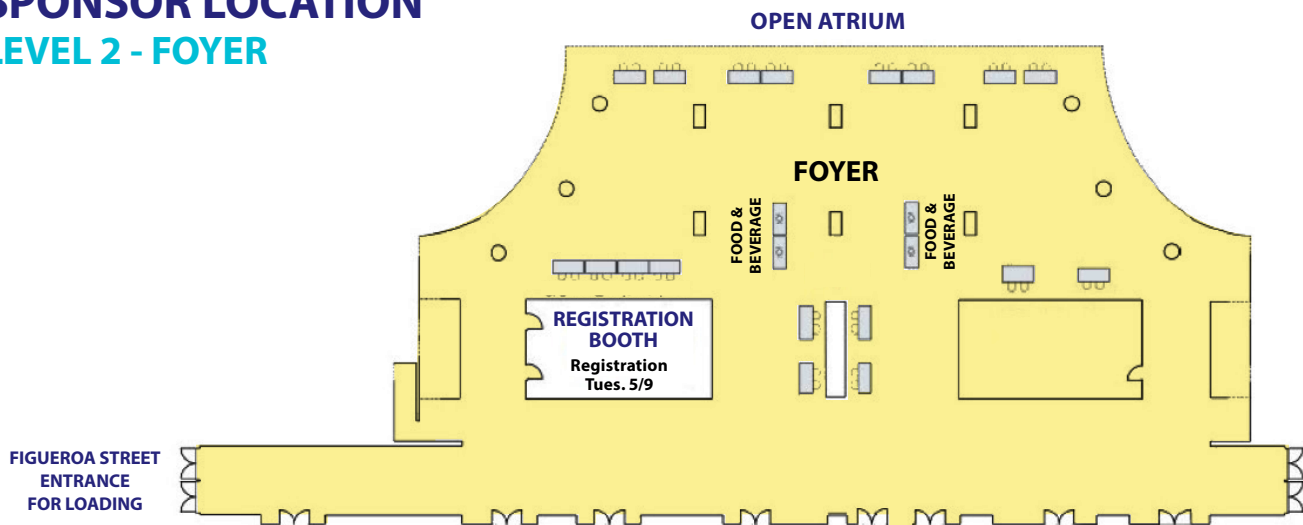 SPONSOR LOCATION
LEVEL 2 - FOYER
OPEN ATRIUM
FOYER
FOOD &
BEVERAGE
FOOD &
BEVERAGE
REGISTRATION
BOOTH
Registration
Tues. 5/9
FIGUEROA STREET
ENTRANCE
FOR LOADING